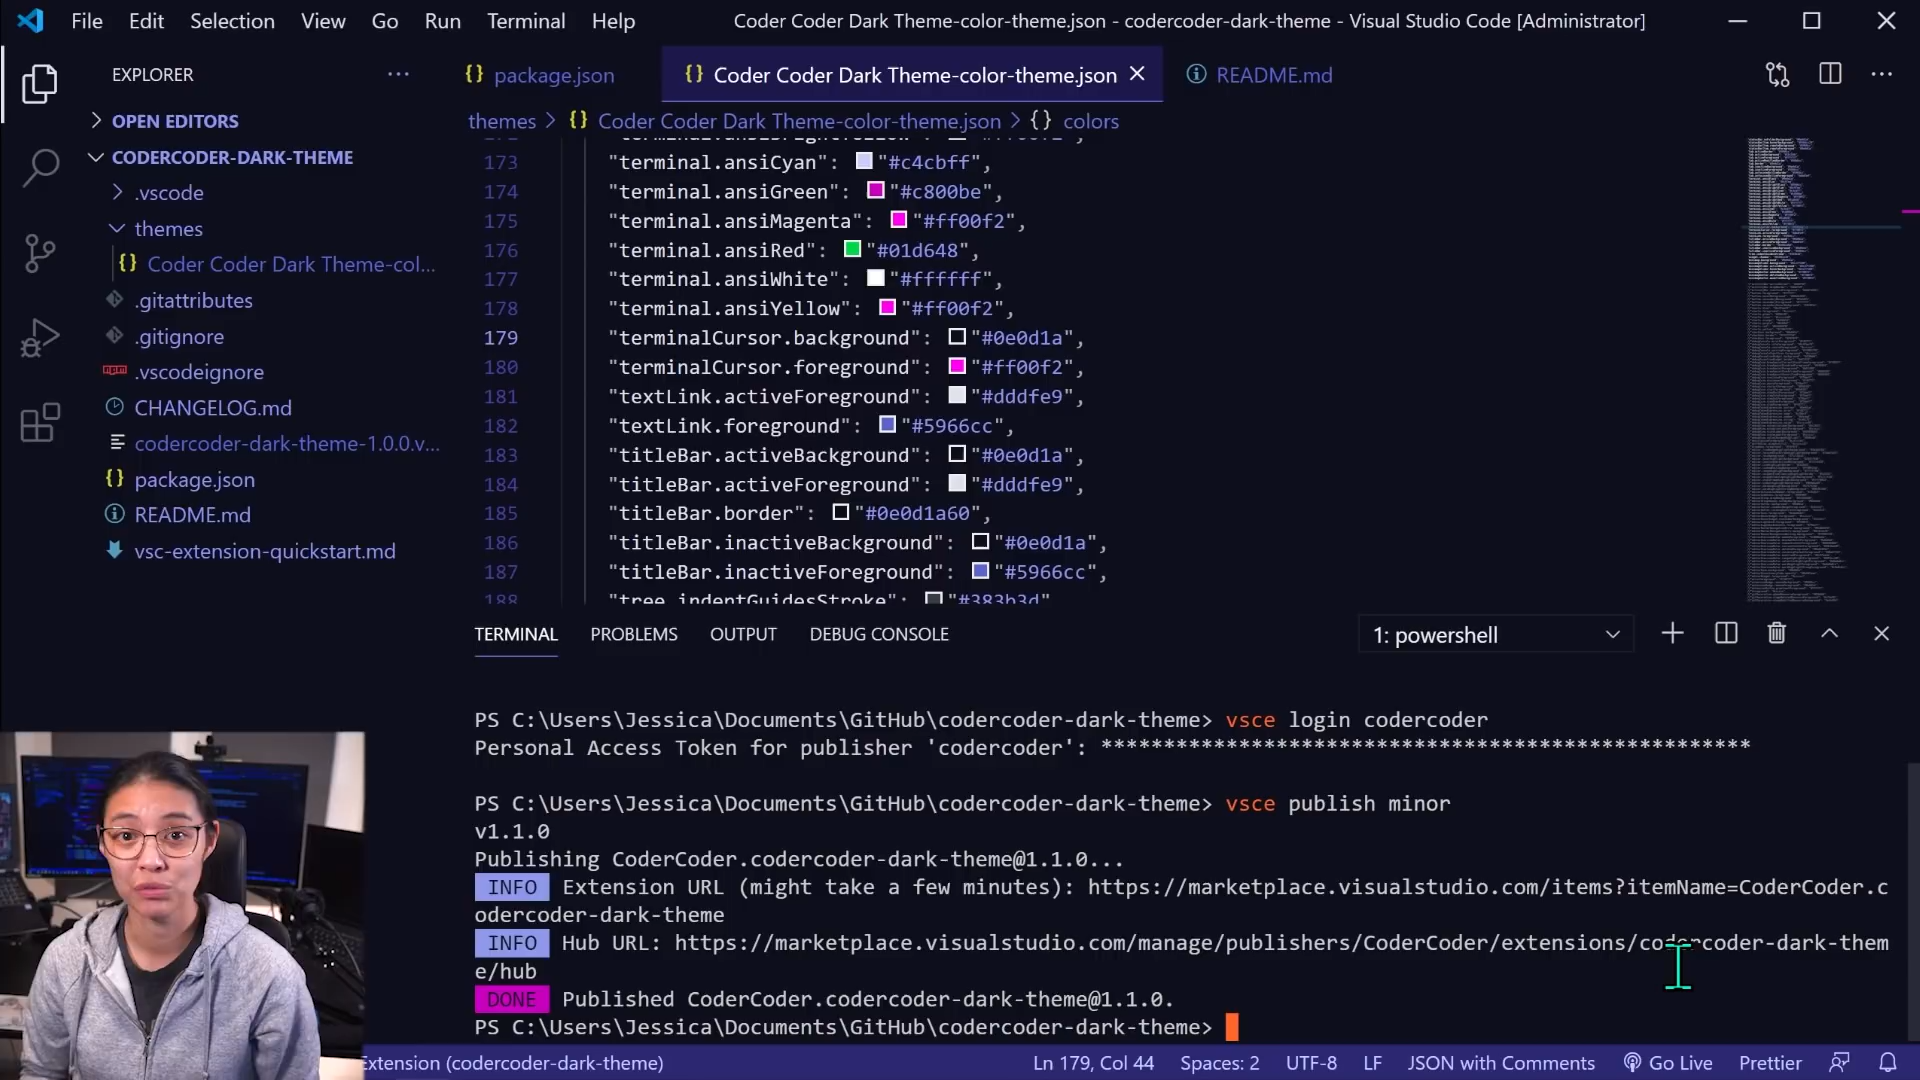 File Edit Selection View Go Run Terminal Help
Coder Coder Dark Theme-color-theme.json - codercoder-dark-theme - Visual Studio Code [Administrator]
EXPLORER
OPEN EDITORS
CODERCODER-DARK-THEME
.vscode
themes
{} Coder Coder Dark Theme-col...
.gitattributes
.gitignore
npm .vscodeignore
CHANGELOG.md
codercoder-dark-theme-1.0.0.v...
{} package.json
README.md
vsc-extension-quickstart.md
{} package.json
{} Coder Coder Dark Theme-color-theme.json
README.md
themes > {} Coder Coder Dark Theme-color-theme.json > {} colors
173 "terminal.ansiCyan": "#c4cbff",
174 "terminal.ansiGreen": "#c800be",
175 "terminal.ansiMagenta": "#ff00f2",
176 "terminal.ansiRed": "#01d648",
177 "terminal.ansiWhite": "#ffffff",
178 "terminal.ansiYellow": "#ff00f2",
179 "terminalCursor.background": "#0e0d1a",
180 "terminalCursor.foreground": "#ff00f2",
181 "textLink.activeForeground": "#dddfe9",
182 "textLink.foreground": "#5966cc",
183 "titleBar.activeBackground": "#0e0d1a",
184 "titleBar.activeForeground": "#dddfe9",
185 "titleBar.border": "#0e0d1a60",
186 "titleBar.inactiveBackground": "#0e0d1a",
187 "titleBar.inactiveForeground": "#5966cc",
188 "tree.indentGuidesStroke": "#383b3d"
TERMINAL PROBLEMS OUTPUT DEBUG CONSOLE
1: powershell
PS C:\Users\Jessica\Documents\GitHub\codercoder-dark-theme> vsce login codercoder
Personal Access Token for publisher 'codercoder': ****************************************************
PS C:\Users\Jessica\Documents\GitHub\codercoder-dark-theme> vsce publish minor
v1.1.0
Publishing CoderCoder.codercoder-dark-theme@1.1.0...
INFO Extension URL (might take a few minutes): https://marketplace.visualstudio.com/items?itemName=CoderCoder.c
odercoder-dark-theme
INFO Hub URL: https://marketplace.visualstudio.com/manage/publishers/CoderCoder/extensions/codercoder-dark-them
e/hub
DONE Published CoderCoder.codercoder-dark-theme@1.1.0.
PS C:\Users\Jessica\Documents\GitHub\codercoder-dark-theme>
Extension (codercoder-dark-theme)
Ln 179, Col 44 Spaces: 2 UTF-8 LF JSON with Comments Go Live Prettier